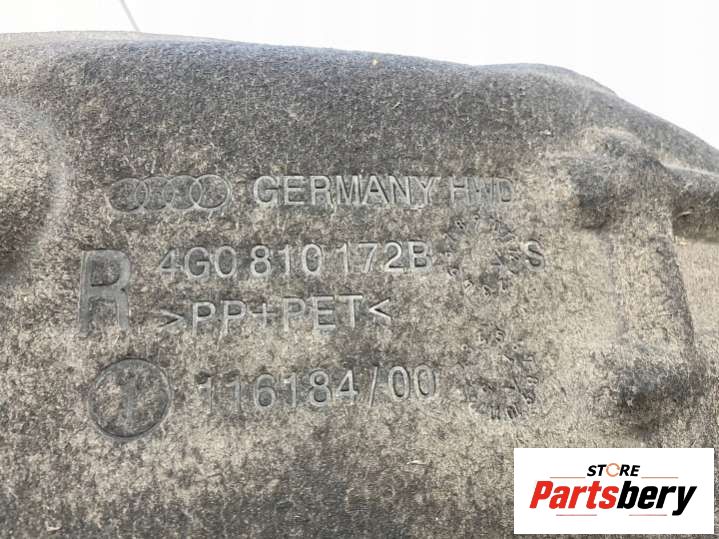 GERMANY HWD
R 4G0 810 172B S
>PP+PET<
116184/00
STORE
Partsbery